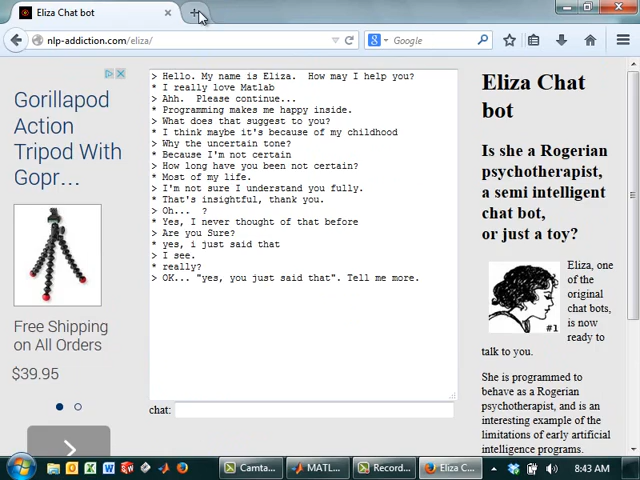 Eliza Chat bot
nlp-addiction.com/eliza/
Google
Gorillapod
Action
Tripod With
Gopr...
Free Shipping
on All Orders
$39.95
> Hello. My name is Eliza.  How may I help you?
* I really love Matlab
> Ahh.  Please continue...
* Programming makes me happy inside.
> What does that suggest to you?
* I think maybe it's because of my childhood
> Why the uncertain tone?
* Because I'm not certain
> How long have you been not certain?
* Most of my life.
> I'm not sure I understand you fully.
* That's insightful, thank you.
> Oh...  ?
* Yes, I never thought of that before
> Are you Sure?
* yes, i just said that
> I see.
* really?
> OK... "yes, you just said that". Tell me more.
chat:
Eliza Chat
bot
Is she a Rogerian
psychotherapist,
a semi intelligent
chat bot,
or just a toy?
#1
Eliza, one
of the
original
chat bots,
is now
ready to
talk to you.
She is programmed to
behave as a Rogerian
psychotherapist, and is an
interesting example of the
limitations of early artificial
intelligence programs.
Camta...
MATL...
Record...
Eliza C...
8:43 AM